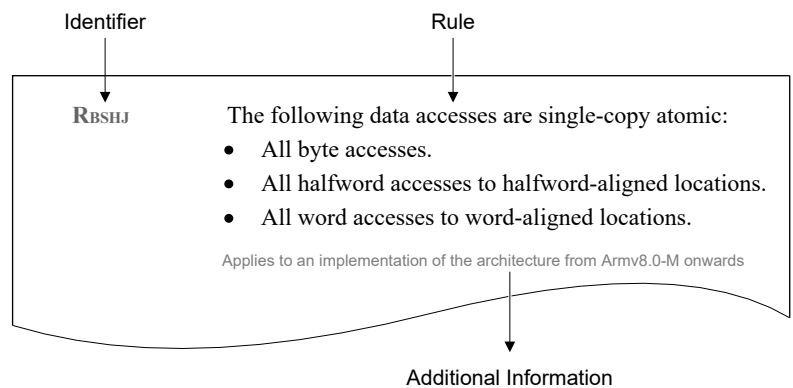 Identifier Rule
RBSHJ The following data accesses are single-copy atomic:
• All byte accesses.
• All halfword accesses to halfword-aligned locations.
• All word accesses to word-aligned locations.
Applies to an implementation of the architecture from Armv8.0-M onwards
Additional Information